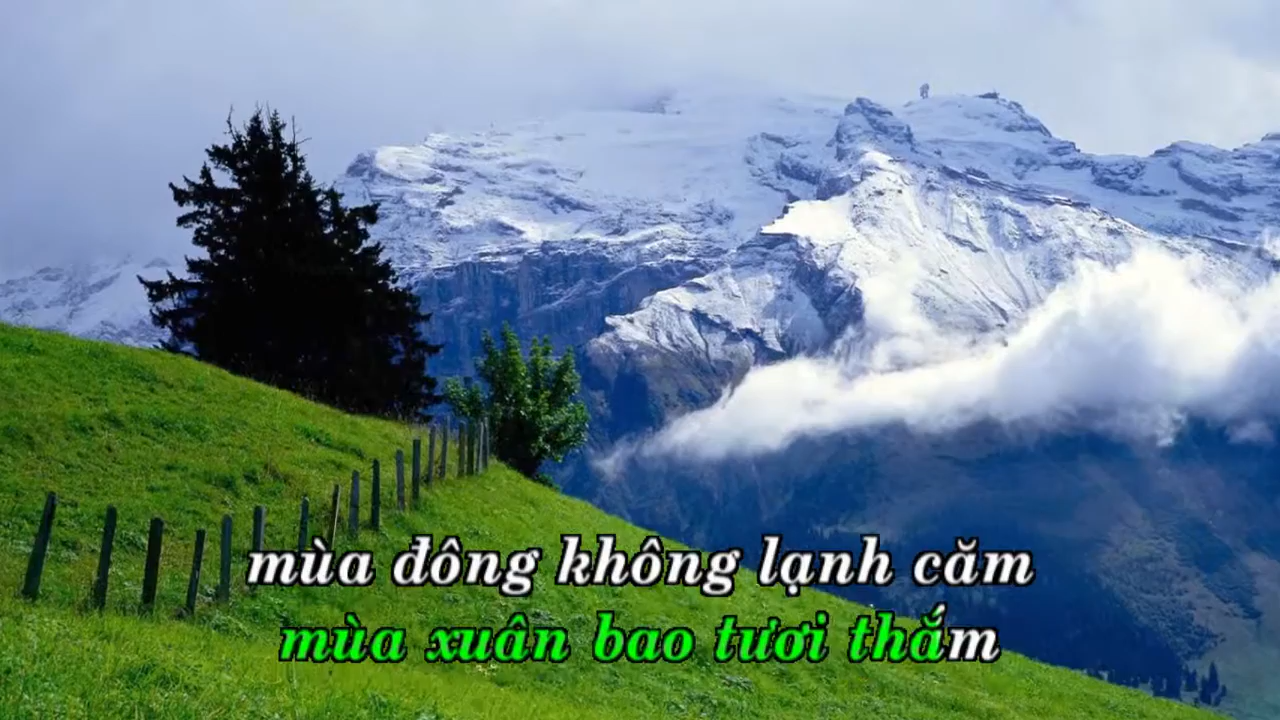 mùa đông không lạnh căm
mùa xuân bao tươi thắm